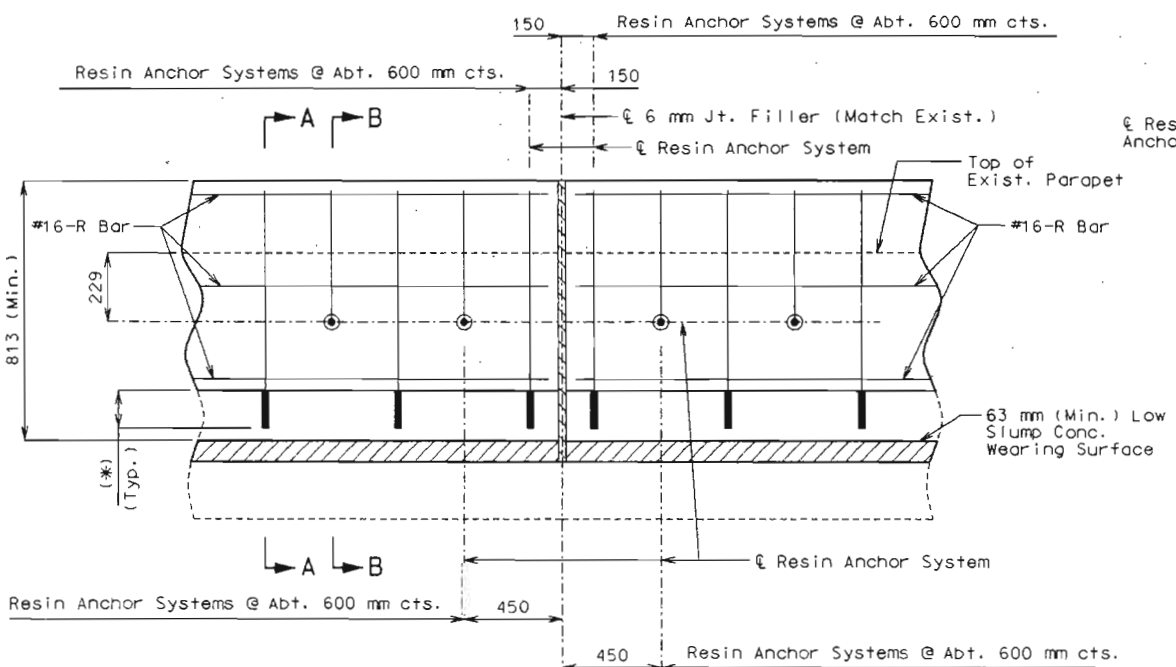 150
Resin Anchor Systems @ Abt. 600 mm cts.
Resin Anchor Systems @ Abt. 600 mm cts.
150
A
B
℄ 6 mm Jt. Filler (Match Exist.)
℄ Res
Ancho
℄ Resin Anchor System
Top of
Exist. Parapet
#16-R Bar
#16-R Bar
229
813 (Min.)
63 mm (Min.) Low
Slump Conc.
Wearing Surface
(*)
(Typ.)
A
B
℄ Resin Anchor System
Resin Anchor Systems @ Abt. 600 mm cts.
450
450
Resin Anchor Systems @ Abt. 600 mm cts.